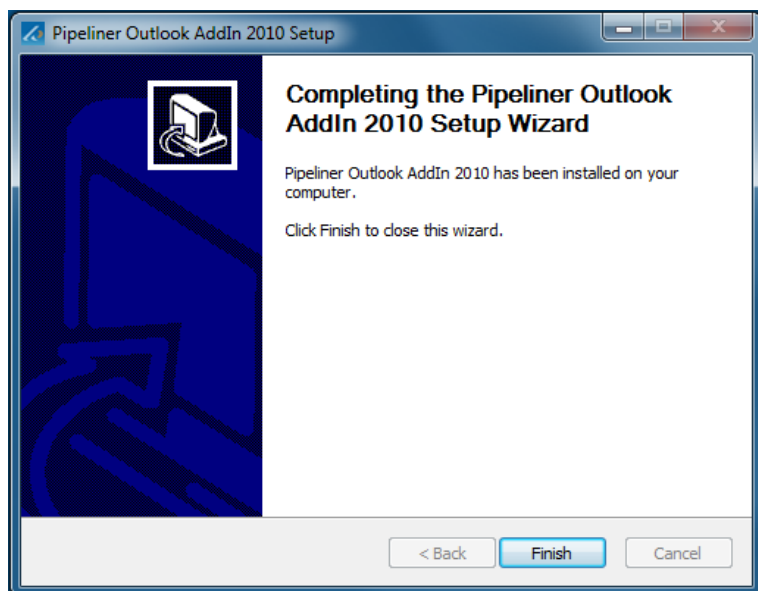 Pipeliner Outlook AddIn 2010 Setup
Completing the Pipeliner Outlook
AddIn 2010 Setup Wizard
Pipeliner Outlook AddIn 2010 has been installed on your
computer.
Click Finish to close this wizard.
< Back Finish Cancel